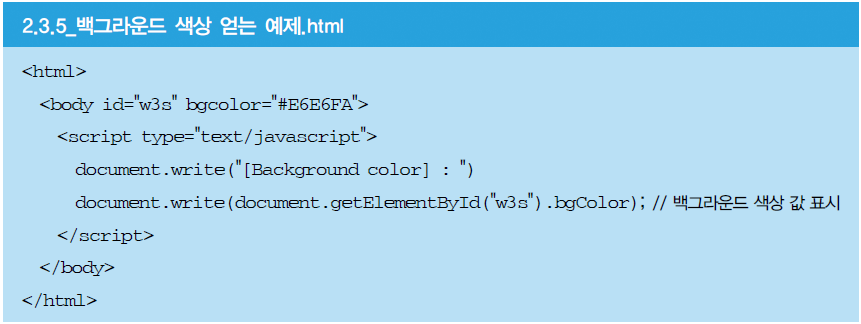 2.3.5_백그라운드 색상 얻는 예제.html
<html>
<body id="w3s" bgcolor="#E6E6FA">
<script type="text/javascript">
document.write("[Background color] : ")
document.write(document.getElementById("w3s").bgColor); // 백그라운드 색상 값 표시
</script>
</body>
</html>